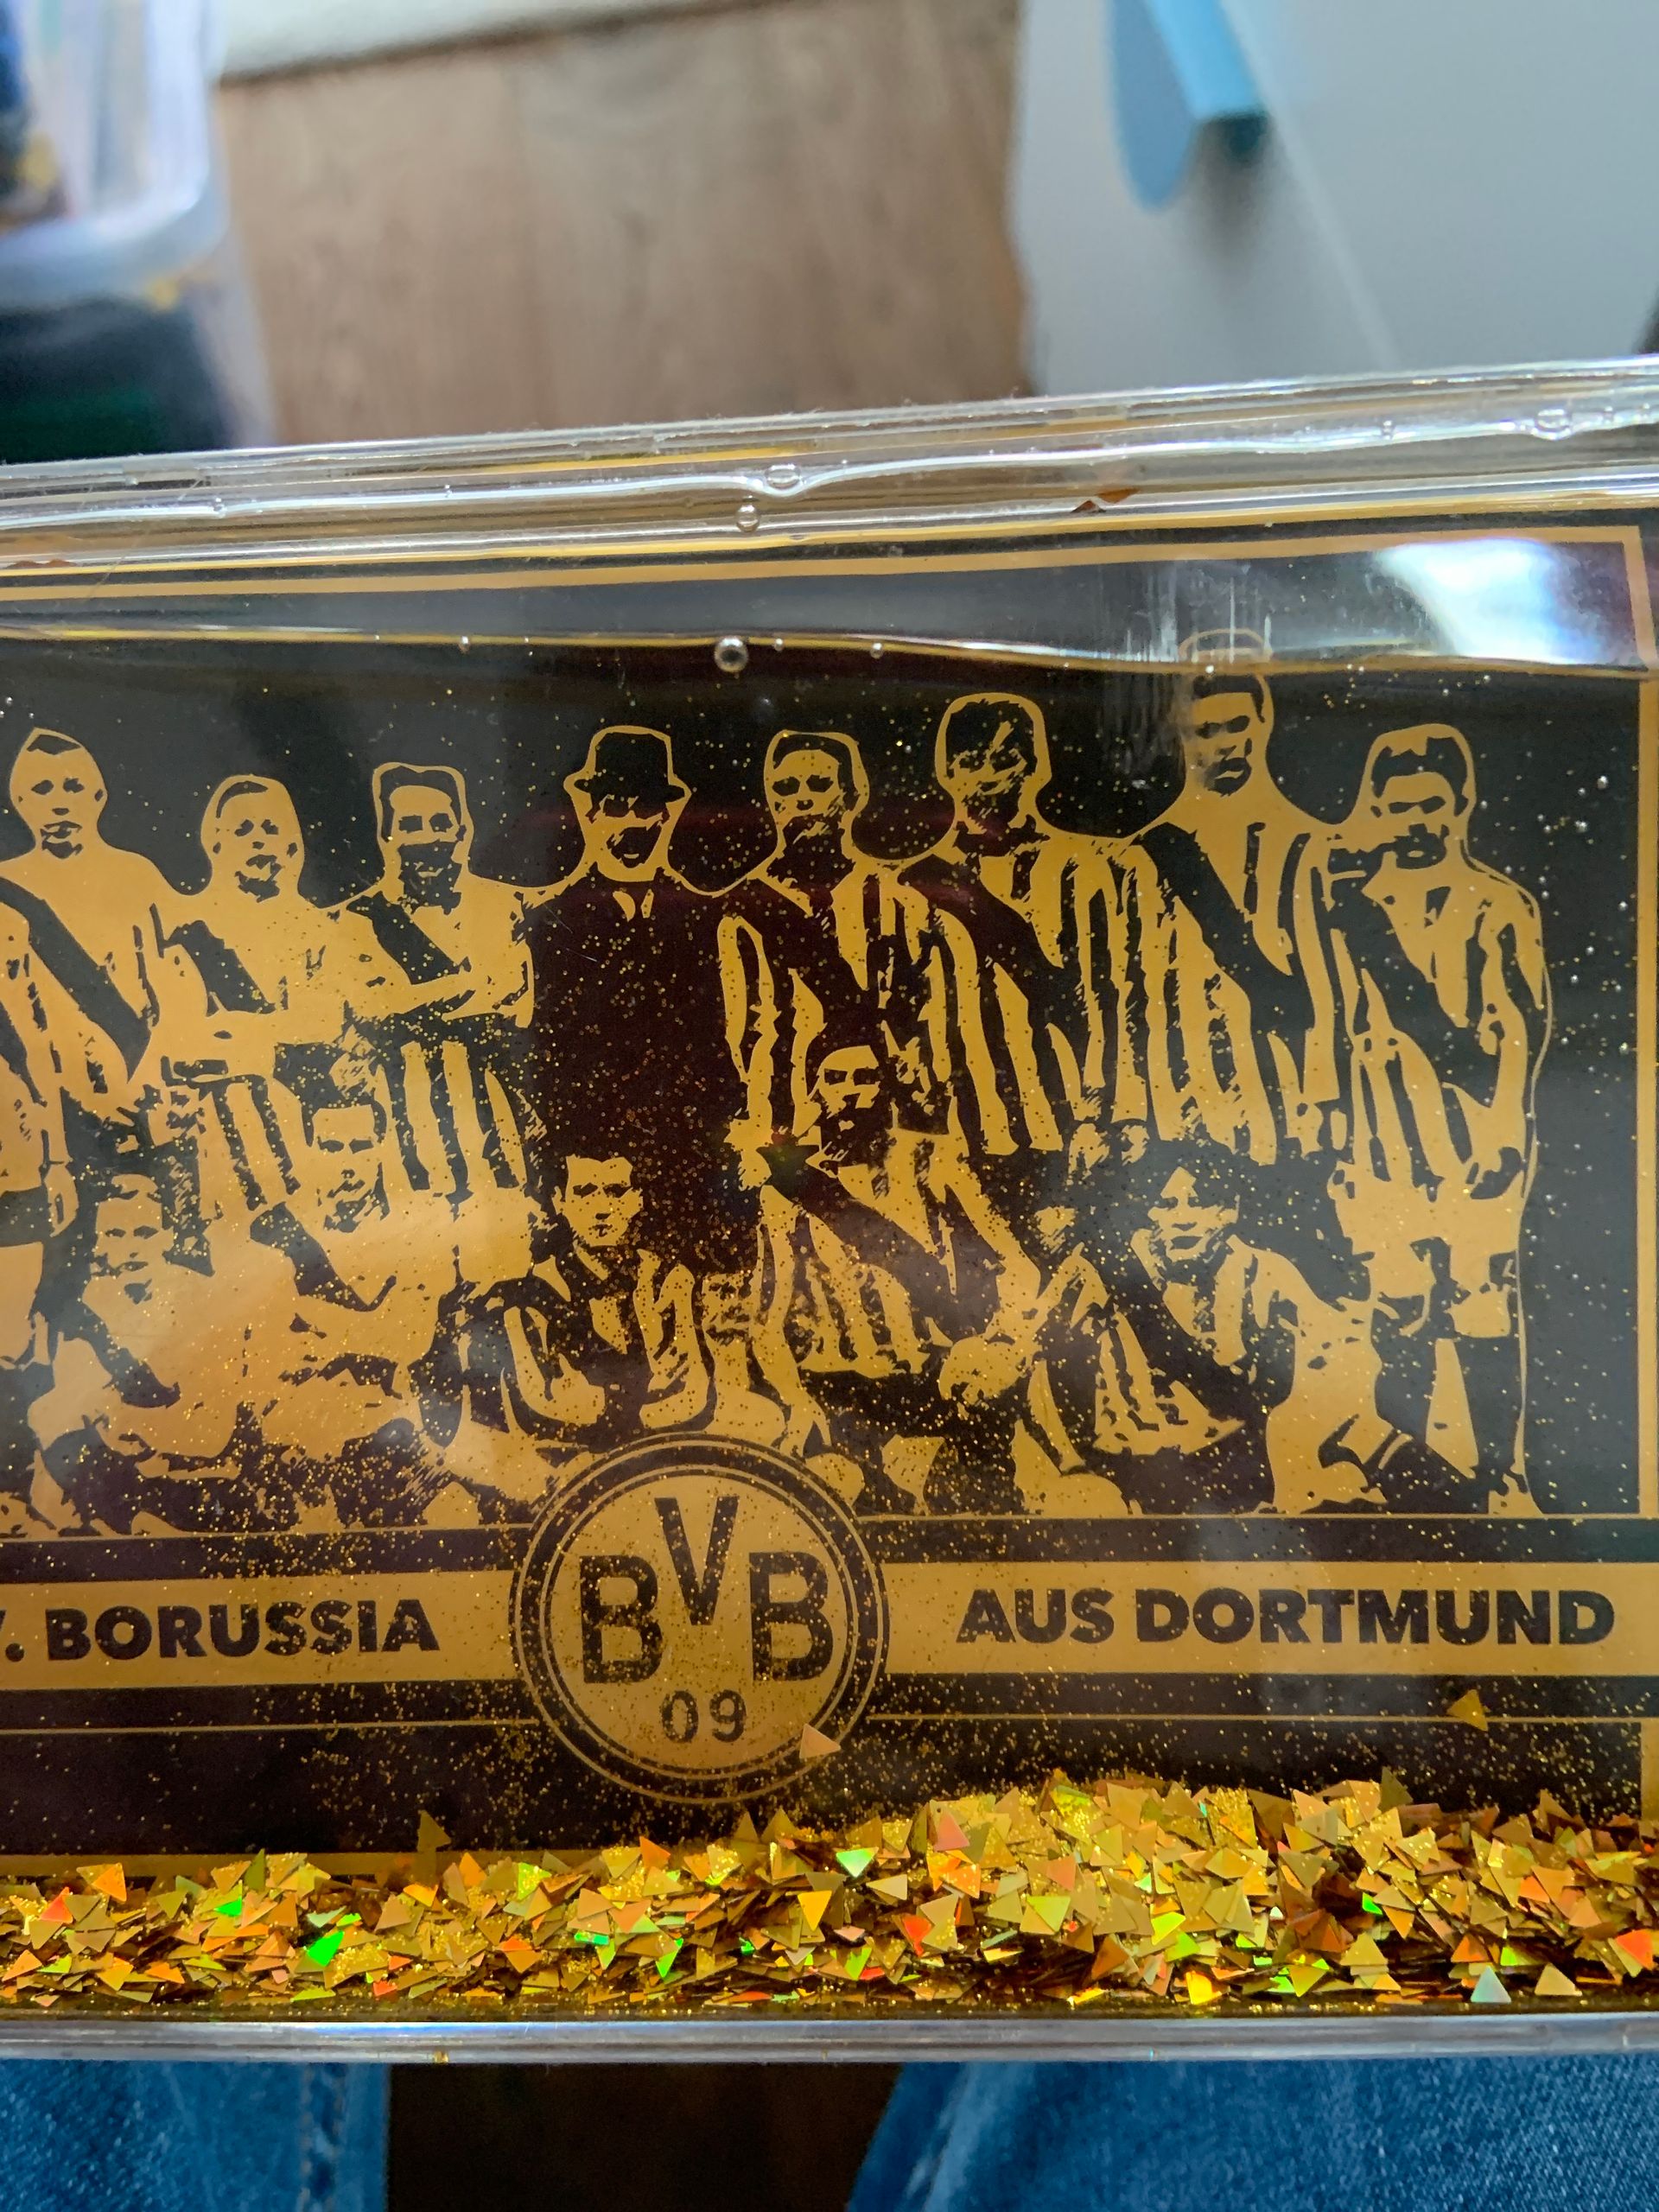 . BORUSSIA
BVB
09
AUS DORTMUND